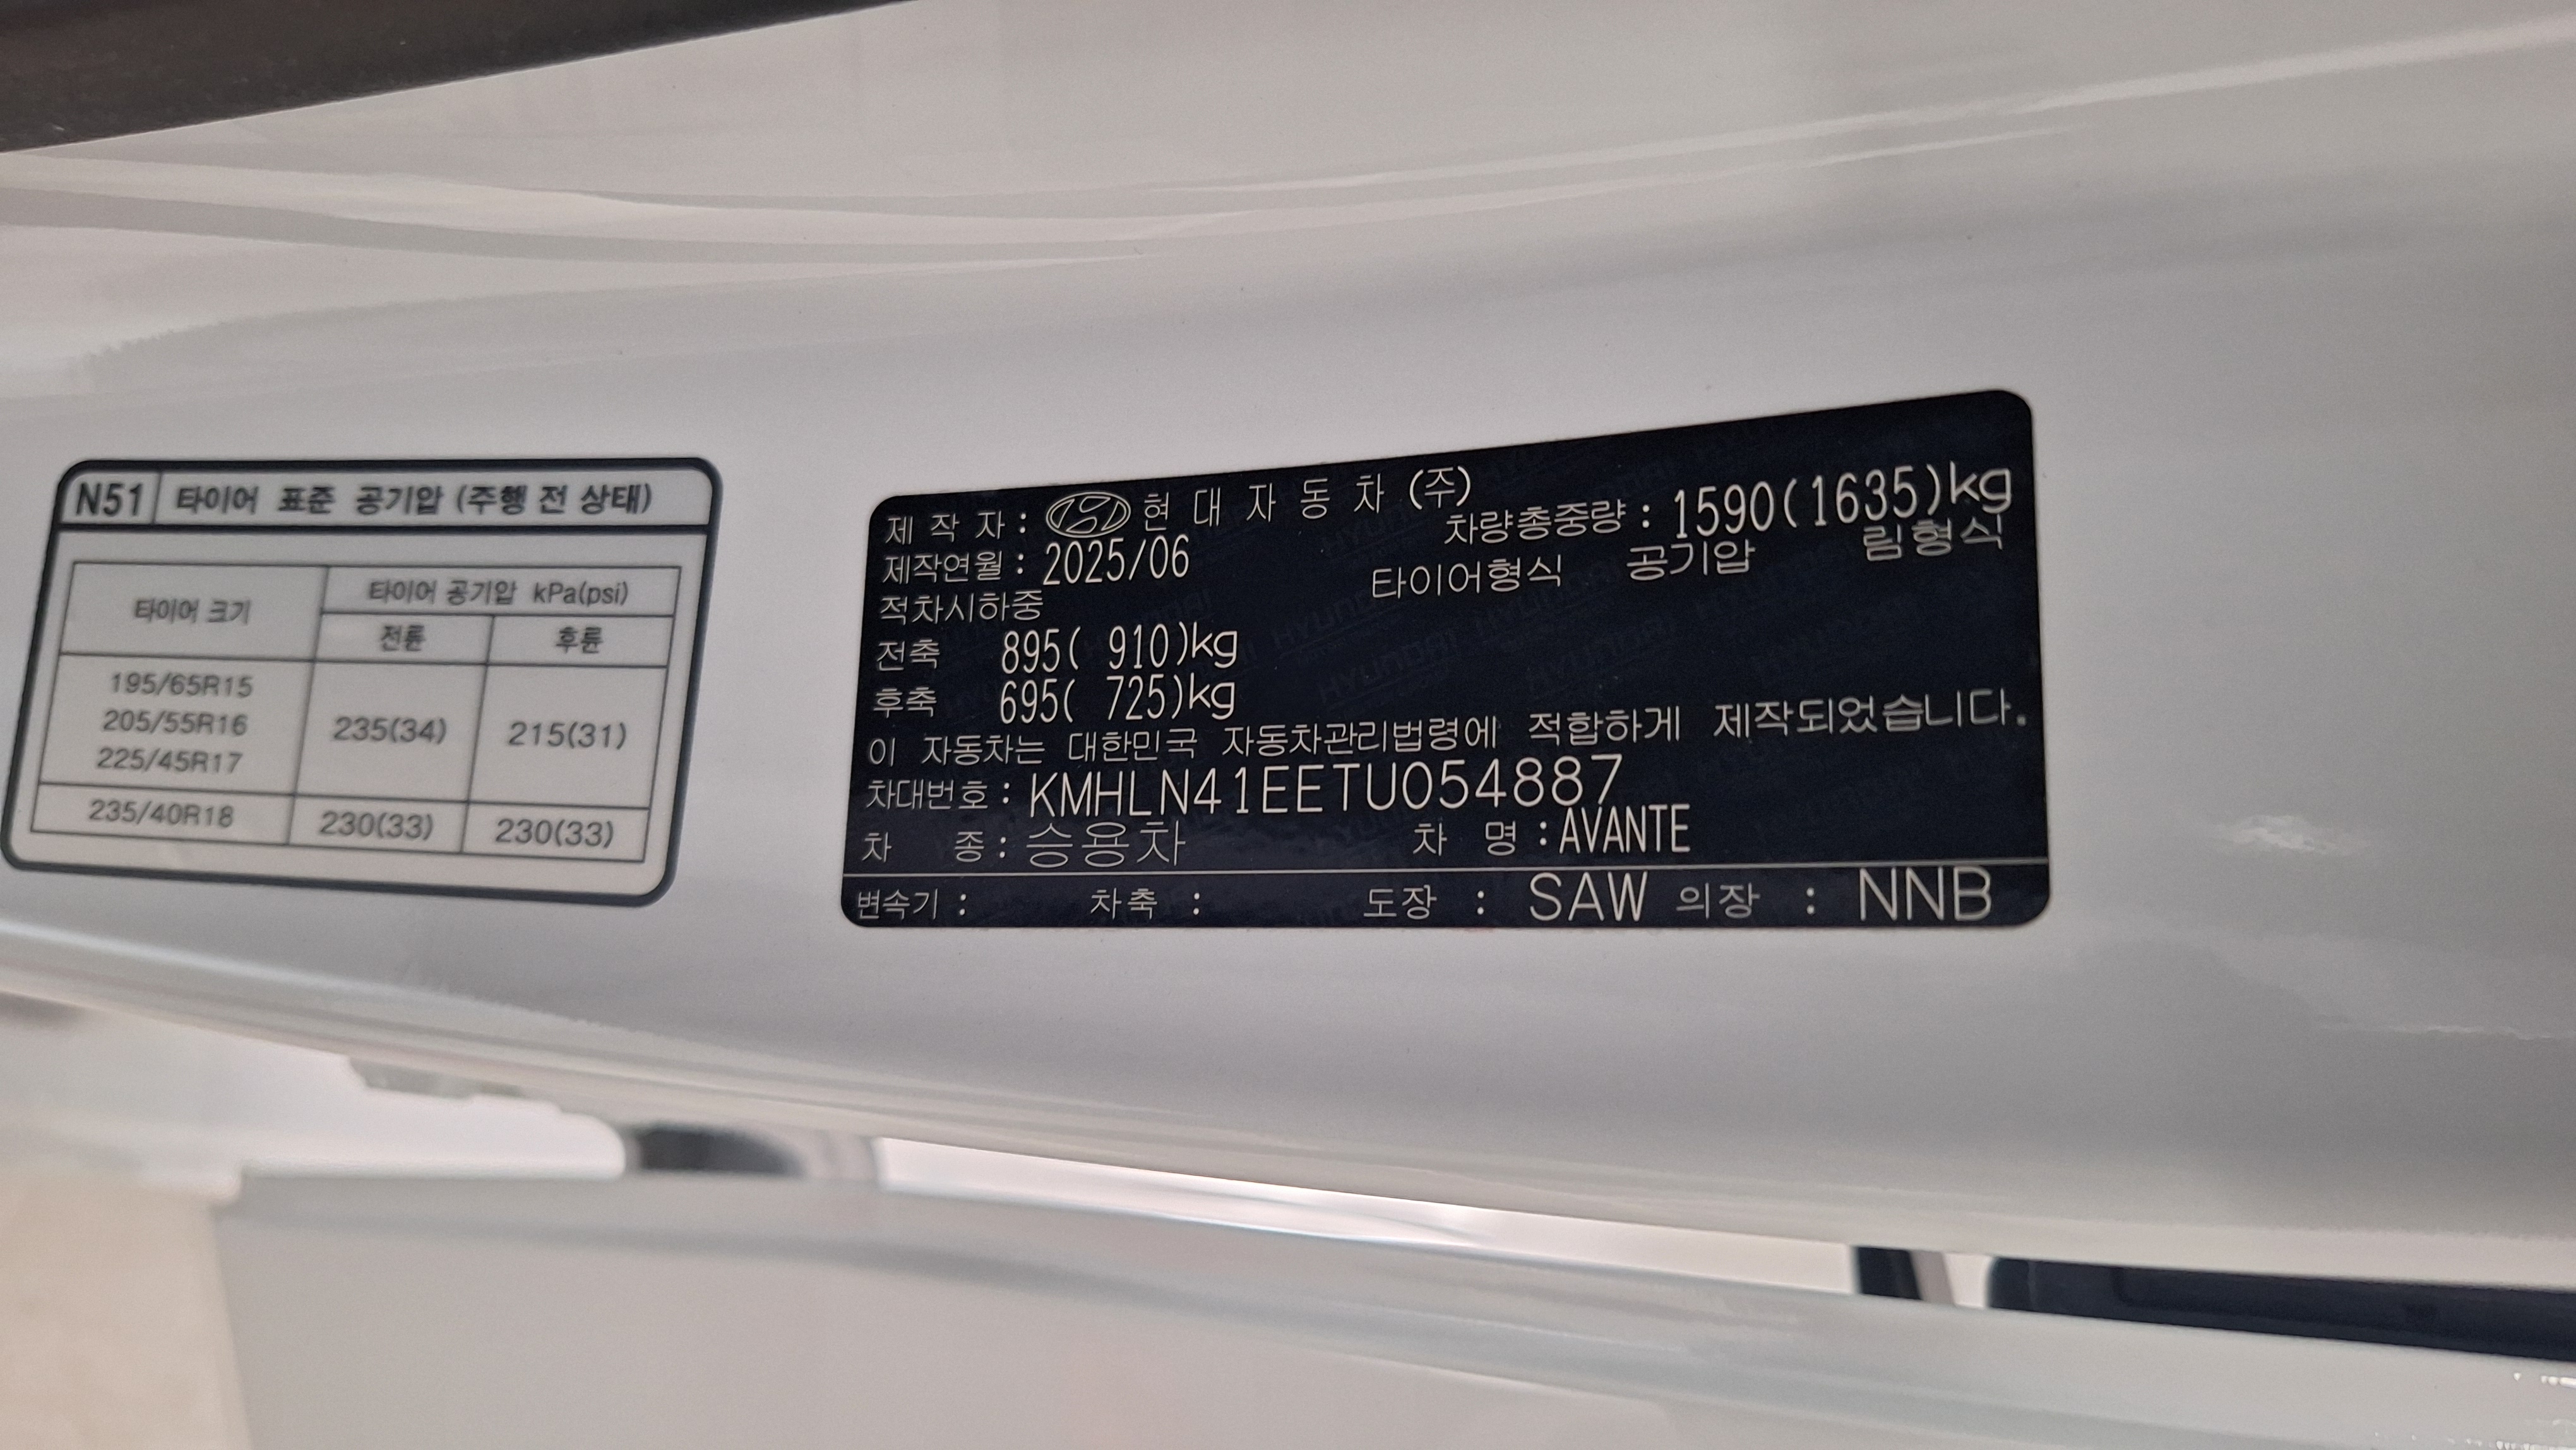 N51 타이어 표준 공기압 (주행 전 상태)
타이어 크기 타이어 공기압 kPa(psi)
전륜 후륜
195/65R15
205/55R16 235(34) 215(31)
225/45R17
235/40R18 230(33) 230(33)
제 작 자 : 현 대 자 동 차 (주)
제작연월 : 2025/06 차량총중량 : 1590(1635)kg
적차시하중 타이어형식 공기압 림형식
전축 895( 910)kg
후축 695( 725)kg
이 자동차는 대한민국 자동차관리법령에 적합하게 제작되었습니다.
차대번호 : KMHLN41EETU054887
차 종 : 승용차 차 명 : AVANTE
변속기 : 차축 : 도장 : SAW 의장 : NNB